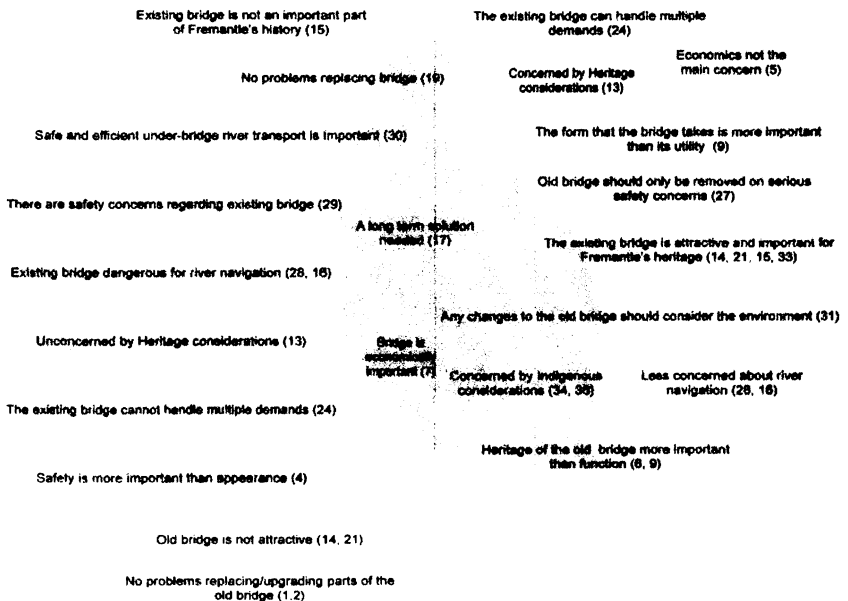 Existing bridge is not an important part
of Fremantle's history (15)
The existing bridge can handle multiple
demands (24)
Economics not the
main concern (5)
No problems replacing bridge (19)
Concerned by Heritage
considerations (13)
Safe and efficient under-bridge river transport is important (30)
The form that the bridge takes is more important
than its utility (9)
Old bridge should only be removed on serious
safety concerns (27)
There are safety concerns regarding existing bridge (29)
A long term solution
needed (17)
The existing bridge is attractive and important for
Fremantle's heritage (14, 21, 15, 33)
Existing bridge dangerous for river navigation (28, 16)
Any changes to the old bridge should consider the environment (31)
Unconcerned by Heritage considerations (13)
Bridge is
economically
important (7)
Concerned by Indigenous
considerations (34, 36)
Less concerned about river
navigation (28, 16)
The existing bridge cannot handle multiple demands (24)
Heritage of the old bridge more important
than function (6, 9)
Safety is more important than appearance (4)
Old bridge is not attractive (14, 21)
No problems replacing/upgrading parts of the
old bridge (1,2)